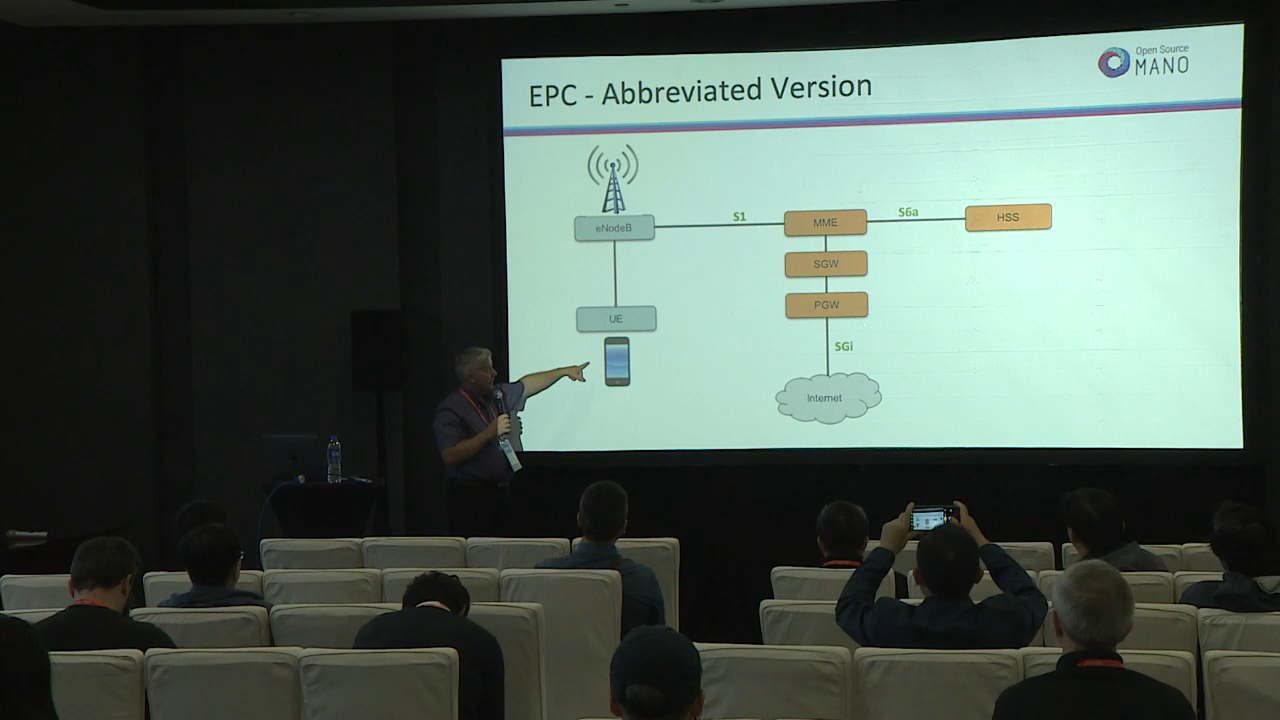 EPC - Abbreviated Version
Open Source
MANO
eNodeB
S1
MME
S6a
HSS
SGW
UE
PGW
SGi
Internet